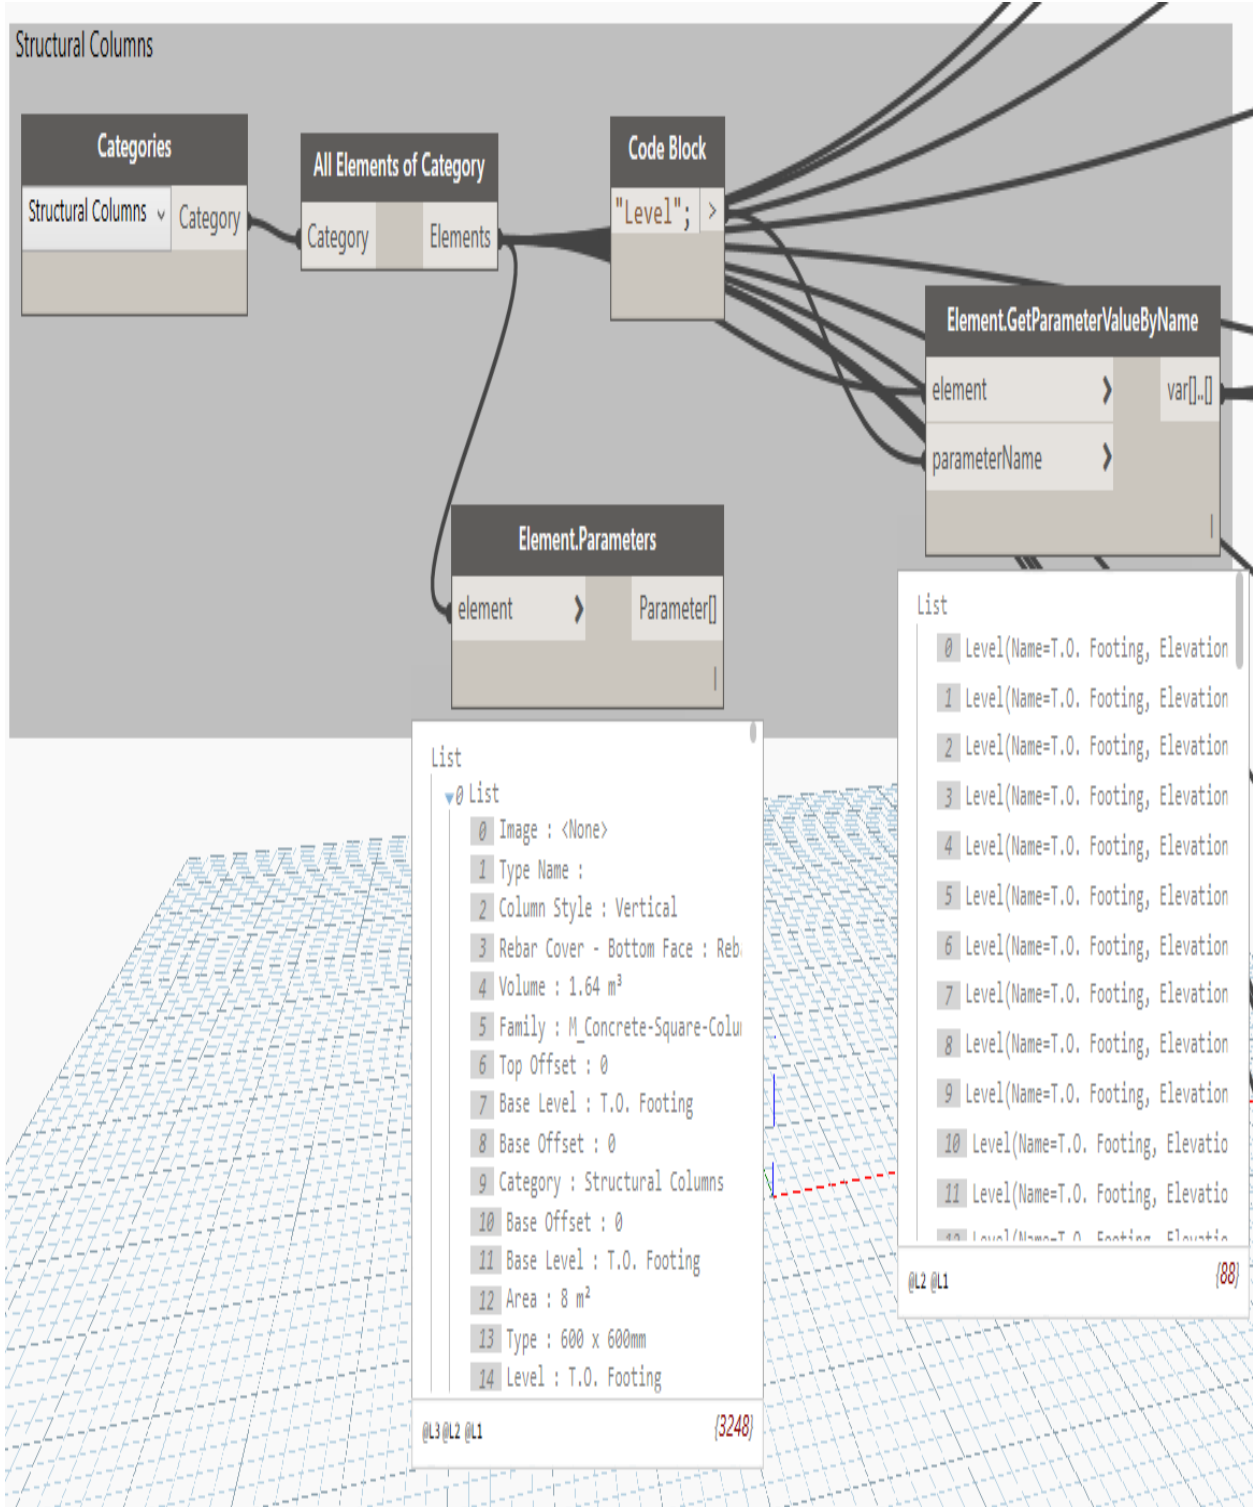 Structural Columns
Categories
Structural Columns
Category
All Elements of Category
Category
Elements
Code Block
"Level";
>
Element.GetParameterValueByName
element
var[]..[]
parameterName
Element.Parameters
element
Parameter[]
List
0 List
0 Image : <None>
1 Type Name :
2 Column Style : Vertical
3 Rebar Cover - Bottom Face : Reb
4 Volume : 1.64 m³
5 Family : M_Concrete-Square-Colu
6 Top Offset : 0
7 Base Level : T.O. Footing
8 Base Offset : 0
9 Category : Structural Columns
10 Base Offset : 0
11 Base Level : T.O. Footing
12 Area : 8 m²
13 Type : 600 x 600mm
14 Level : T.O. Footing
@L3 @L2 @L1
{3248}
List
0 Level(Name=T.O. Footing, Elevation
1 Level(Name=T.O. Footing, Elevation
2 Level(Name=T.O. Footing, Elevation
3 Level(Name=T.O. Footing, Elevation
4 Level(Name=T.O. Footing, Elevation
5 Level(Name=T.O. Footing, Elevation
6 Level(Name=T.O. Footing, Elevation
7 Level(Name=T.O. Footing, Elevation
8 Level(Name=T.O. Footing, Elevation
9 Level(Name=T.O. Footing, Elevation
10 Level(Name=T.O. Footing, Elevatio
11 Level(Name=T.O. Footing, Elevatio
12 Level(Name=T.O. Footing, Elevatio
@L2 @L1
{88}